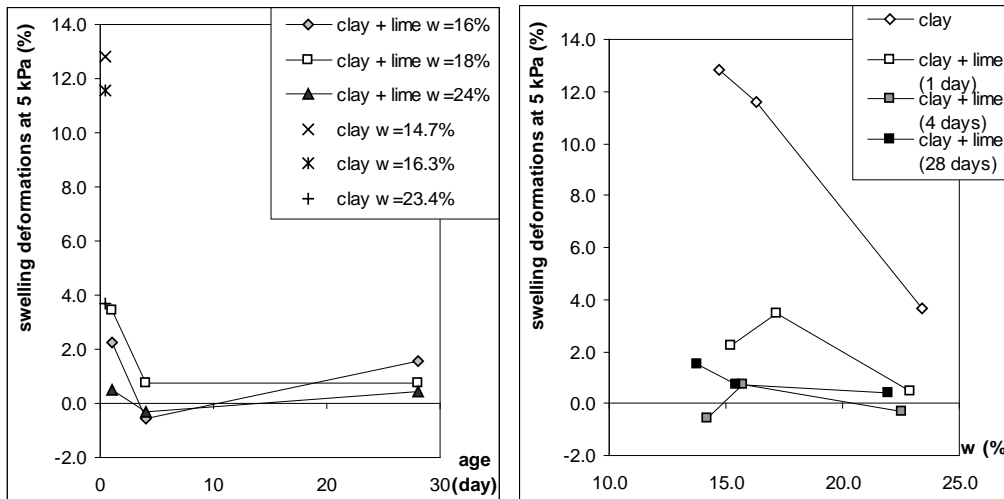 swelling deformations at 5 kPa (%)
14.0
12.0
10.0
8.0
6.0
4.0
2.0
0.0
-2.0
0
10
20
30
age
(day)
clay + lime w =16%
clay + lime w =18%
clay + lime w =24%
clay w =14.7%
clay w =16.3%
clay w =23.4%
swelling deformations at 5 kPa (%)
14.0
12.0
10.0
8.0
6.0
4.0
2.0
0.0
-2.0
10.0
15.0
20.0
25.0
w (%
clay
clay + lime
(1 day)
clay + lime
(4 days)
clay + lime
(28 days)